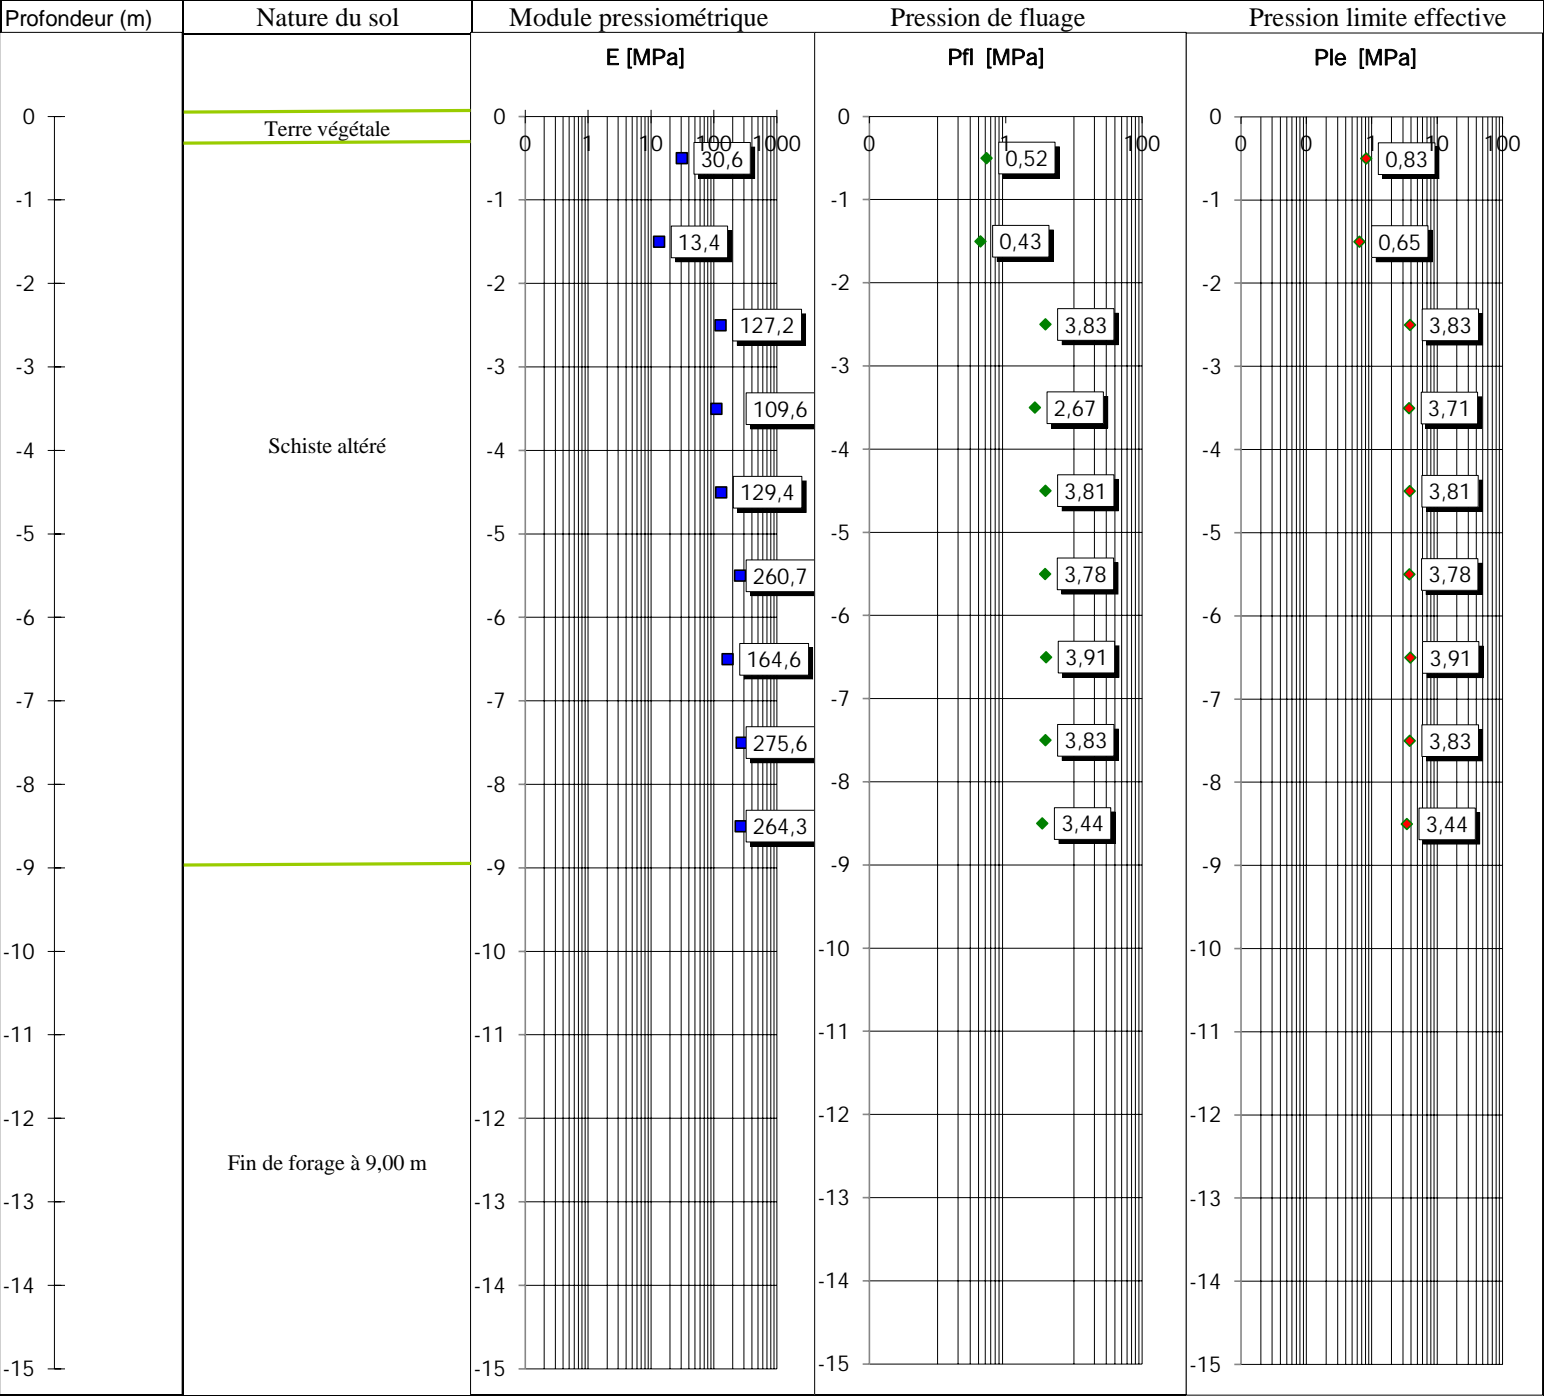 Profondeur (m) Nature du sol Module pressiométrique Pression de fluage Pression limite effective
E [MPa] Pfl [MPa] Ple [MPa]
0 0 0 0
Terre végétale
0 1 10 100 1000 0 1 100 0 0 1 10 100
30,6 0,52 0,83
-1 -1 -1 -1
13,4 0,43 0,65
-2 -2 -2 -2
127,2 3,83 3,83
-3 -3 -3 -3
109,6 2,67 3,71
Schiste altéré
-4 -4 -4 -4
129,4 3,81 3,81
-5 -5 -5 -5
260,7 3,78 3,78
-6 -6 -6 -6
164,6 3,91 3,91
-7 -7 -7 -7
275,6 3,83 3,83
-8 -8 -8 -8
264,3 3,44 3,44
-9 -9 -9 -9
-10 -10 -10 -10
-11 -11 -11 -11
-12 -12 -12 -12
Fin de forage à 9,00 m
-13 -13 -13 -13
-14 -14 -14 -14
-15 -15 -15 -15